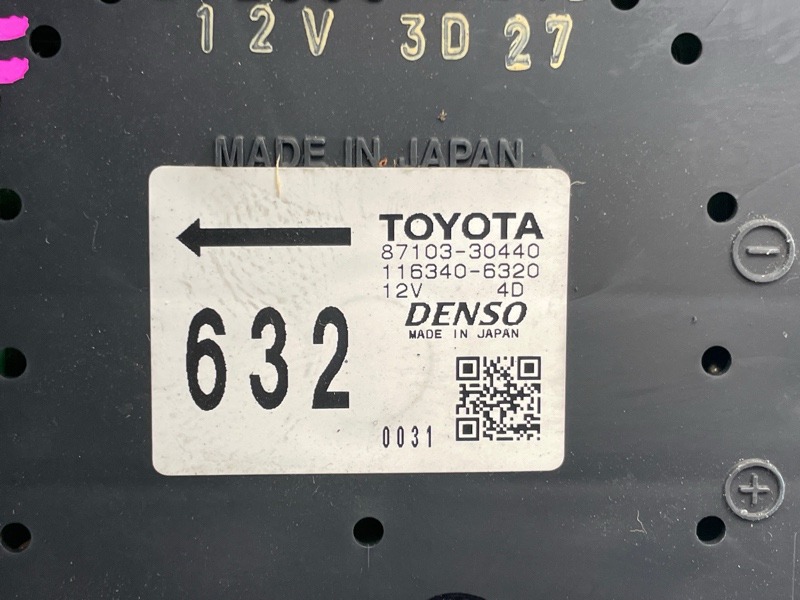 12V 3D 27
MADE IN JAPAN
TOYOTA
87103-30440
116340-6320
12V 4D
DENSO
MADE IN JAPAN
632
0031